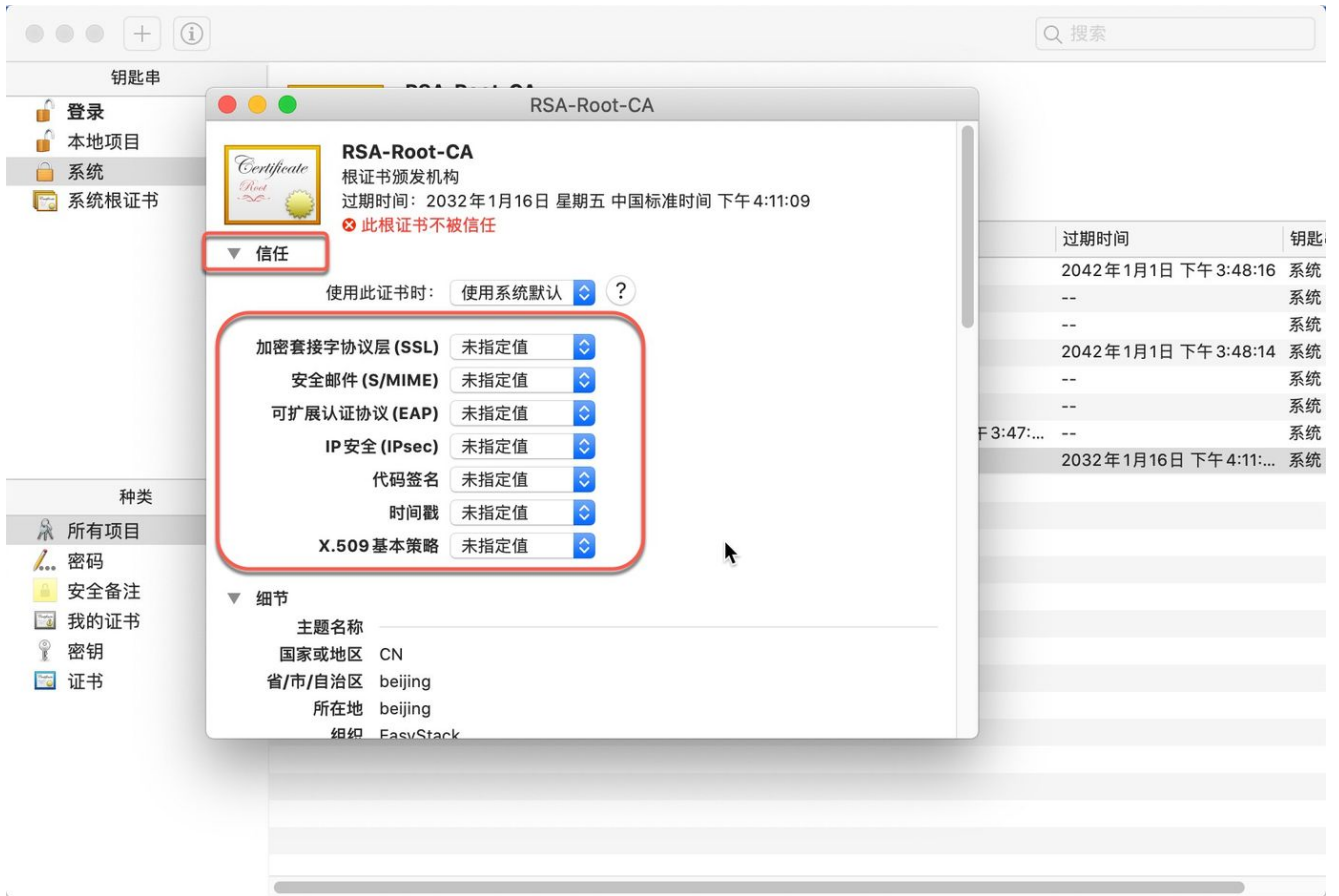 搜索
钥匙串
登录
本地项目
系统
系统根证书
种类
所有项目
密码
安全备注
我的证书
密钥
证书
RSA-Root-CA
Certificate
Root
RSA-Root-CA
根证书颁发机构
过期时间：2032年1月16日 星期五 中国标准时间 下午4:11:09
此根证书不被信任
信任
使用此证书时： 使用系统默认 ?
加密套接字协议层 (SSL) 未指定值
安全邮件 (S/MIME) 未指定值
可扩展认证协议 (EAP) 未指定值
IP 安全 (IPsec) 未指定值
代码签名 未指定值
时间戳 未指定值
X.509 基本策略 未指定值
细节
主题名称
国家或地区 CN
省/市/自治区 beijing
所在地 beijing
组织 EasyStack
过期时间 钥匙
2042年1月1日 下午3:48:16 系统
-- 系统
-- 系统
2042年1月1日 下午3:48:14 系统
-- 系统
-- 系统
3:47:... -- 系统
2032年1月16日 下午4:11:... 系统